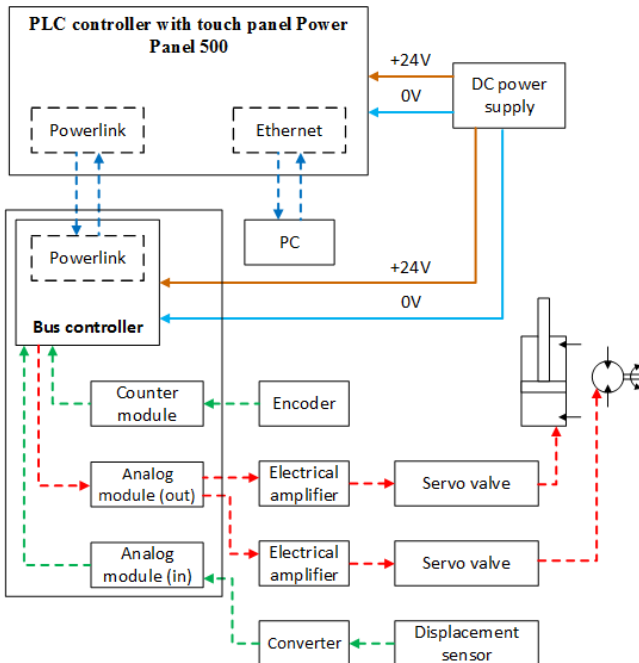 PLC controller with touch panel Power
Panel 500
+24V
0V
DC power
supply
Powerlink
Ethernet
PC
Powerlink
Bus controller
+24V
0V
Counter
module
Encoder
Analog
module (out)
Electrical
amplifier
Servo valve
Analog
module (in)
Electrical
amplifier
Servo valve
Converter
Displacement
sensor